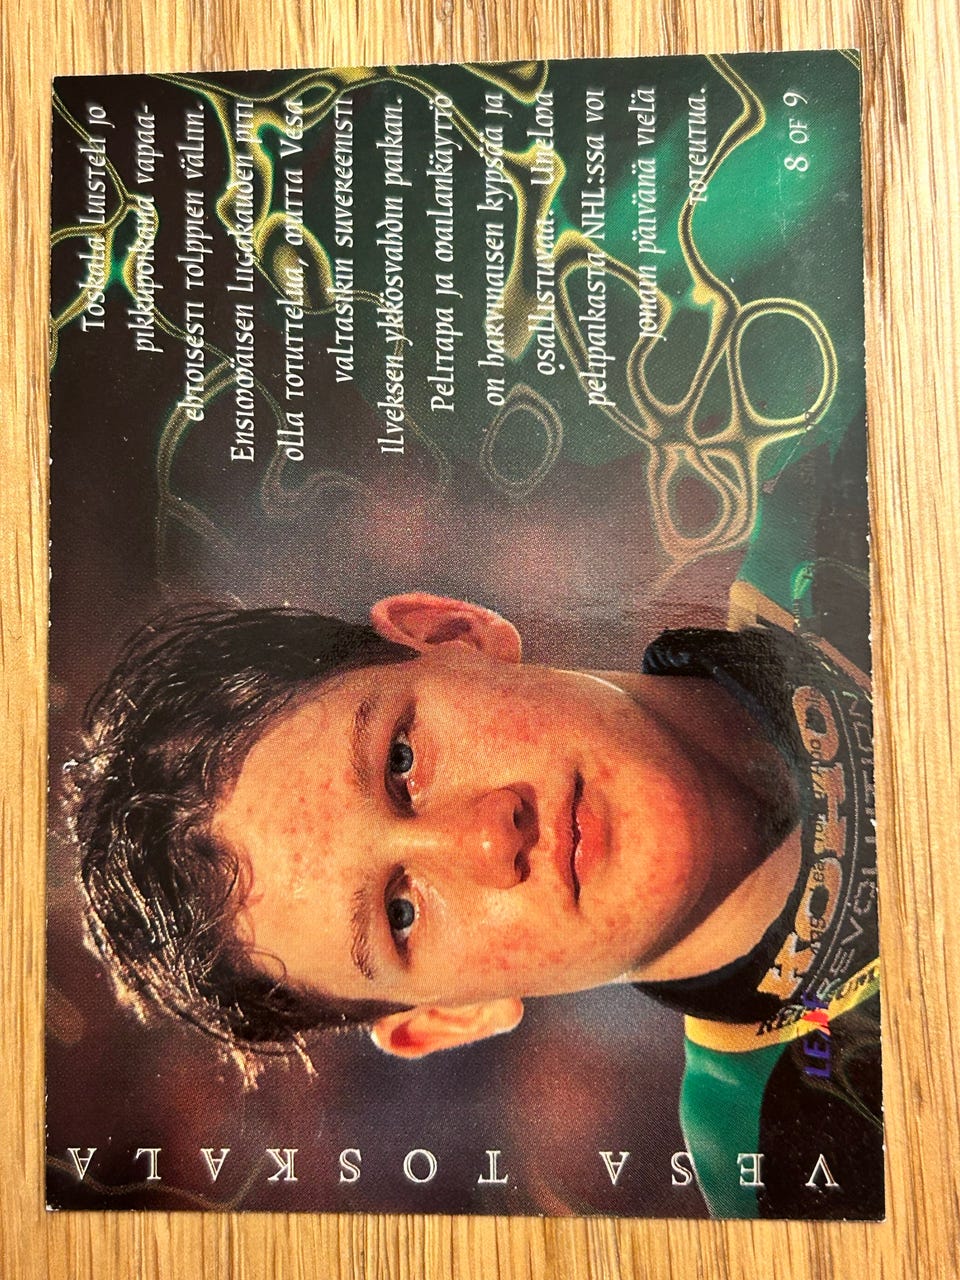 Toskala luisteli jo
pikkupoikana vapaa-
ehtoisesti tolppien väliin.
Ensimmäisen liigakauden piti
olla totuttelua, mutta Vesa
valtasikin suvereenisti
Ilveksen ykkösvahdin paikan.
Pelitapa ja mailankäyttö
on harvinaisen kypsää ja
osallistuvaa. Unelma
pelipaikasta NHL:ssa voi
jonain päivänä vielä
toteutua.
8 OF 9
VESA TOSKALA
LEAF